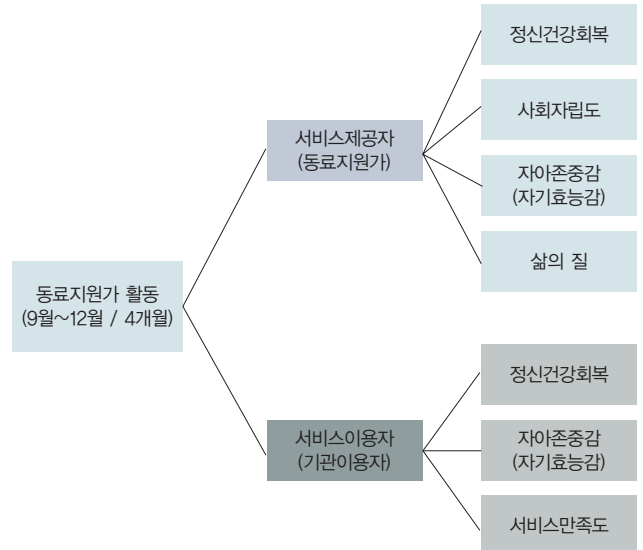 정신건강회복
사회자립도
서비스제공자
(동료지원가)
자아존중감
(자기효능감)
삶의 질
동료지원가 활동
(9월~12월 / 4개월)
정신건강회복
서비스이용자
(기관이용자)
자아존중감
(자기효능감)
서비스만족도